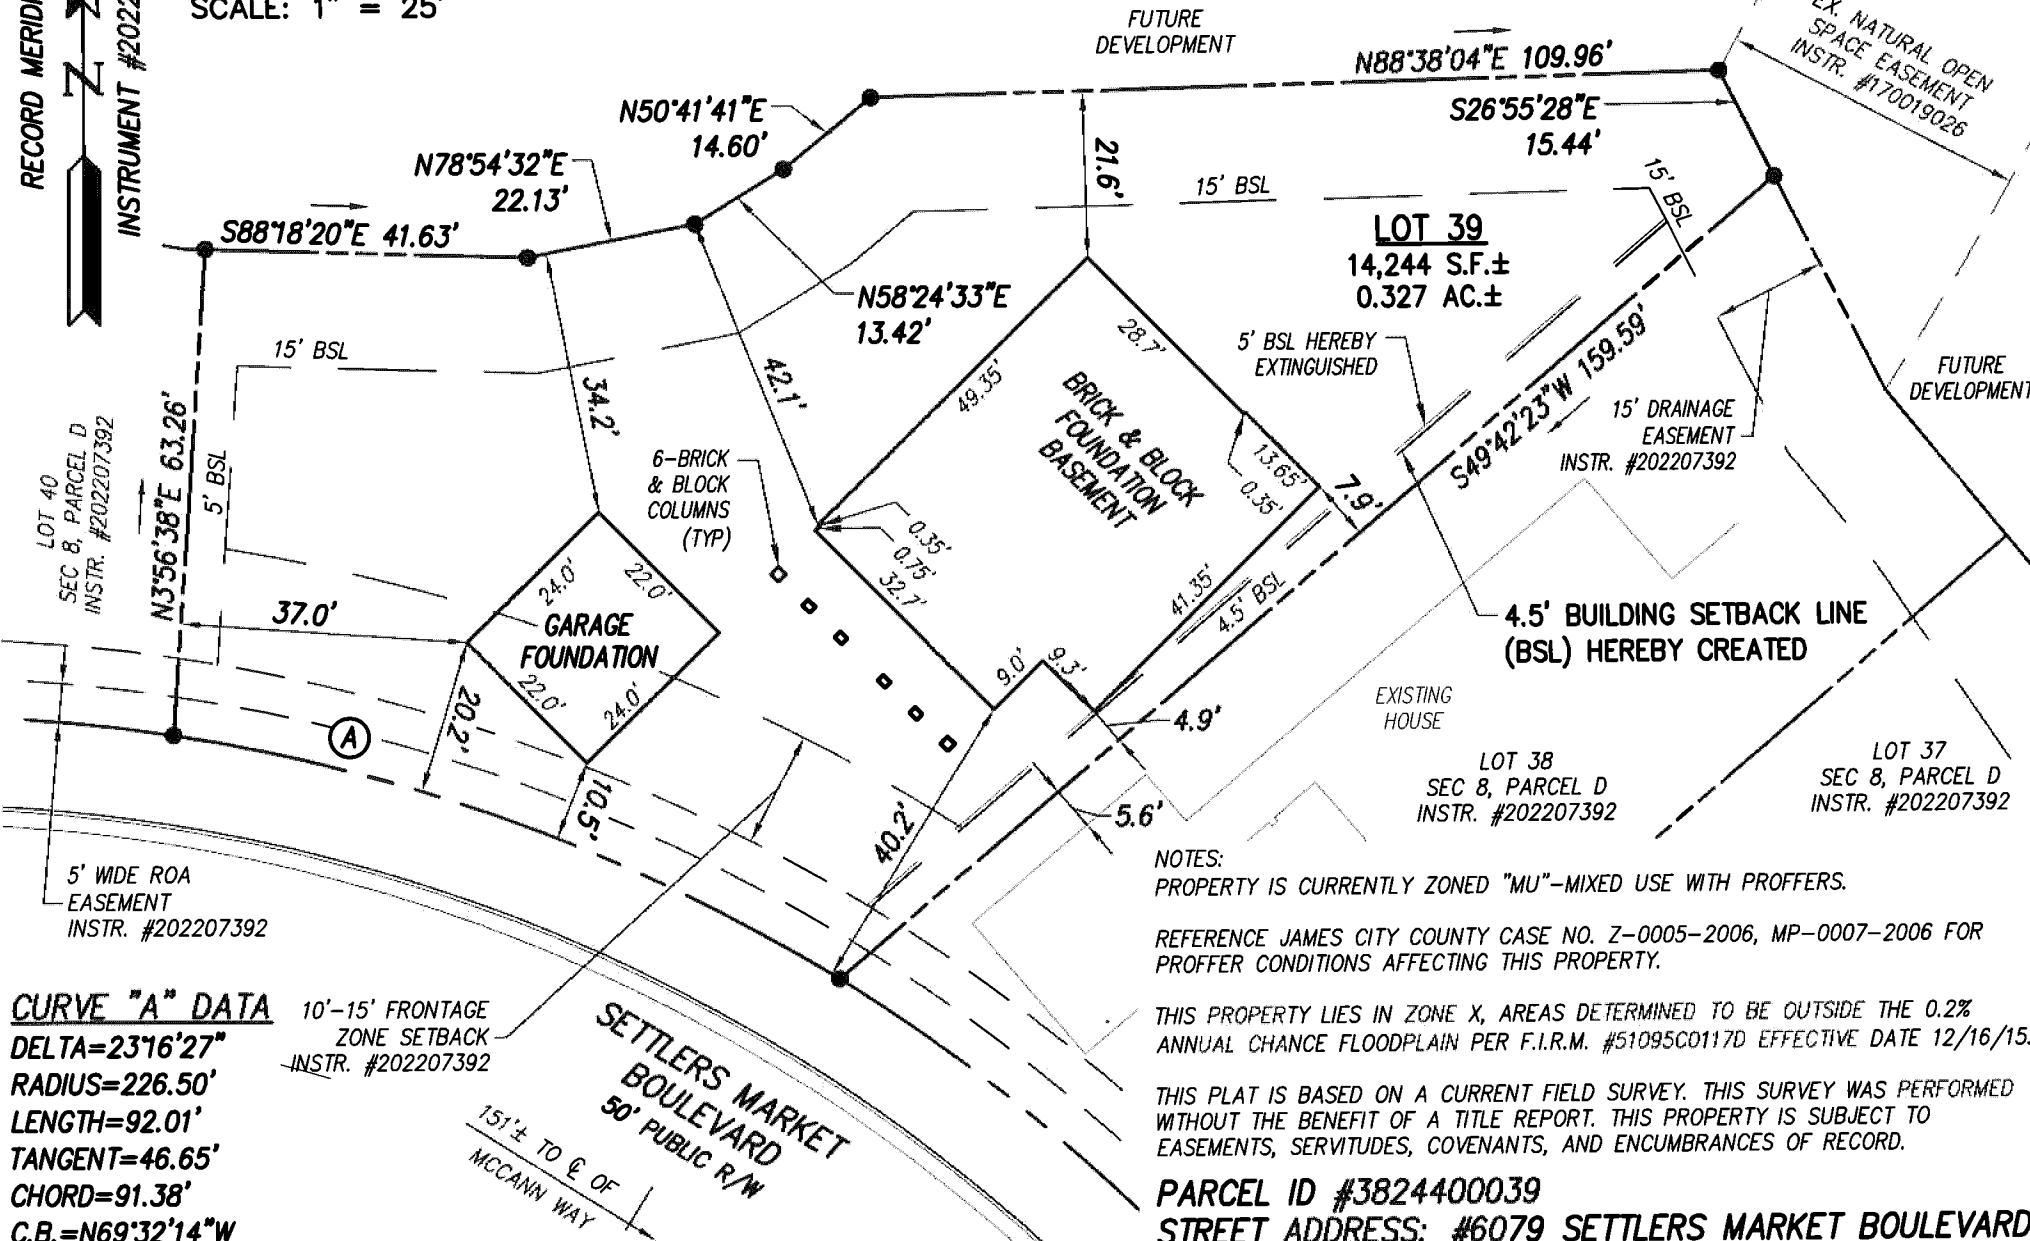 SCALE: 1" = 25'
RECORD MERIDI
INSTRUMENT #2022
N
FUTURE
DEVELOPMENT
N88°38'04"E 109.96'
EX. NATURAL OPEN
SPACE EASEMENT
INSTR. #170019026
N50°41'41"E
14.60'
S26°55'28"E
15.44'
N78°54'32"E
22.13'
21.6'
15' BSL
15' BSL
S88°18'20"E 41.63'
LOT 39
14,244 S.F.±
0.327 AC.±
N58°24'33"E
13.42'
15' BSL
34.2'
42.1'
49.35'
28.7'
BRICK & BLOCK
FOUNDATION
BASEMENT
5' BSL HEREBY
EXTINGUISHED
S49°42'23"W 159.59'
FUTURE
DEVELOPMENT
15' DRAINAGE
EASEMENT
INSTR. #202207392
LOT 40
SEC 8, PARCEL D
INSTR. #202207392
N3°56'38"E 63.26'
5' BSL
6-BRICK
& BLOCK
COLUMNS
(TYP)
13.65'
0.35'
7.9'
0.35'
0.75'
32.7'
41.35'
4.5' BSL
37.0'
24.0'
22.0'
GARAGE
FOUNDATION
22.0'
24.0'
4.5' BUILDING SETBACK LINE
(BSL) HEREBY CREATED
9.0'
9.3'
20.2'
10.5'
A
4.9'
EXISTING
HOUSE
LOT 38
SEC 8, PARCEL D
INSTR. #202207392
LOT 37
SEC 8, PARCEL D
INSTR. #202207392
40.2'
5.6'
5' WIDE ROA
EASEMENT
INSTR. #202207392
NOTES:
PROPERTY IS CURRENTLY ZONED "MU"-MIXED USE WITH PROFFERS.
REFERENCE JAMES CITY COUNTY CASE NO. Z-0005-2006, MP-0007-2006 FOR
PROFFER CONDITIONS AFFECTING THIS PROPERTY.
THIS PROPERTY LIES IN ZONE X, AREAS DETERMINED TO BE OUTSIDE THE 0.2%
ANNUAL CHANCE FLOODPLAIN PER F.I.R.M. #51095C0117D EFFECTIVE DATE 12/16/15.
THIS PLAT IS BASED ON A CURRENT FIELD SURVEY. THIS SURVEY WAS PERFORMED
WITHOUT THE BENEFIT OF A TITLE REPORT. THIS PROPERTY IS SUBJECT TO
EASEMENTS, SERVITUDES, COVENANTS, AND ENCUMBRANCES OF RECORD.
PARCEL ID #3824400039
STREET ADDRESS: #6079 SETTLERS MARKET BOULEVARD
CURVE "A" DATA
DELTA=23°16'27"
RADIUS=226.50'
LENGTH=92.01'
TANGENT=46.65'
CHORD=91.38'
C.B.=N69°32'14"W
10'-15' FRONTAGE
ZONE SETBACK
INSTR. #202207392
SETTLERS MARKET
BOULEVARD
50' PUBLIC R/W
151'± TO ℄ OF
MCCANN WAY